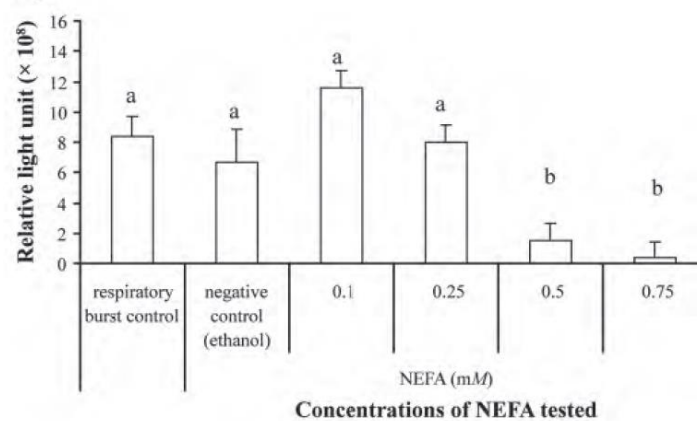 Relative light unit (× 10⁸)
16
14
12
10
8
6
4
2
0
a
a
a
a
b
b
respiratory
burst control
negative
control
(ethanol)
0.1
0.25
0.5
0.75
NEFA (mM)
Concentrations of NEFA tested